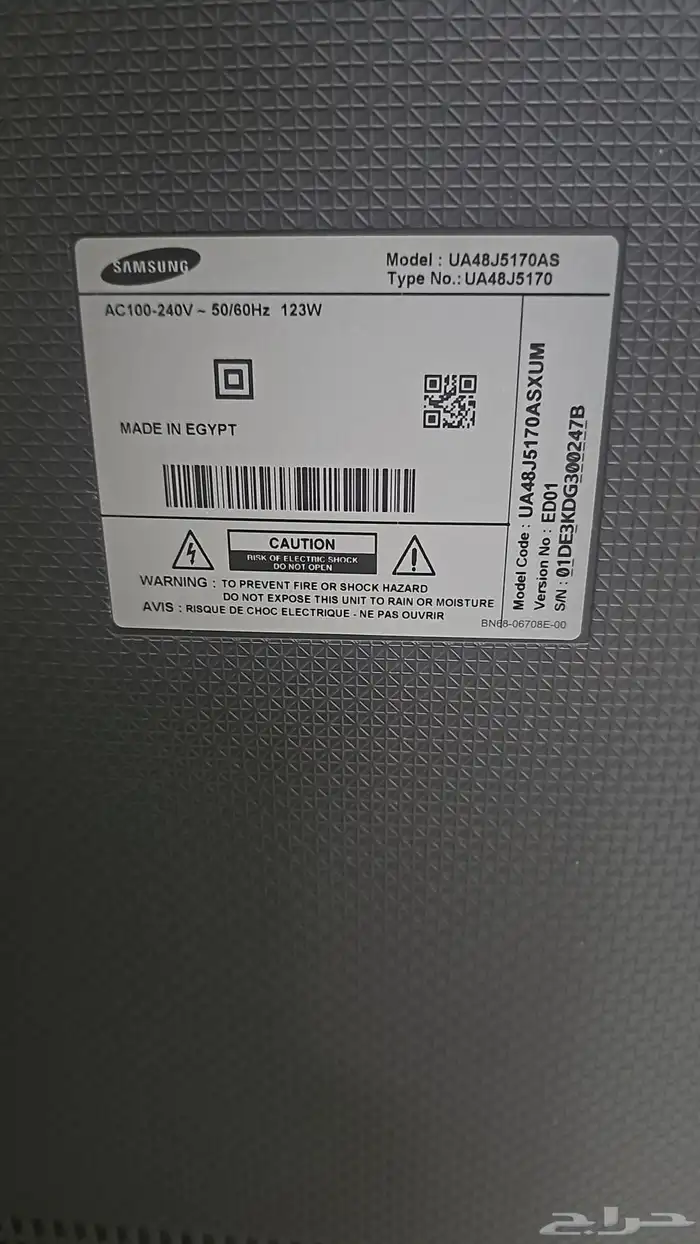 SAMSUNG
Model : UA48J5170AS
Type No.: UA48J5170
AC100-240V ~ 50/60Hz 123W
MADE IN EGYPT
CAUTION
RISK OF ELECTRIC SHOCK
DO NOT OPEN
WARNING : TO PREVENT FIRE OR SHOCK HAZARD
DO NOT EXPOSE THIS UNIT TO RAIN OR MOISTURE
AVIS : RISQUE DE CHOC ELECTRIQUE - NE PAS OUVRIR
Model Code : UA48J5170ASXUM
Version No : ED01
S/N : 01DE3KDG300247B
BN68-06708E-00
حراج